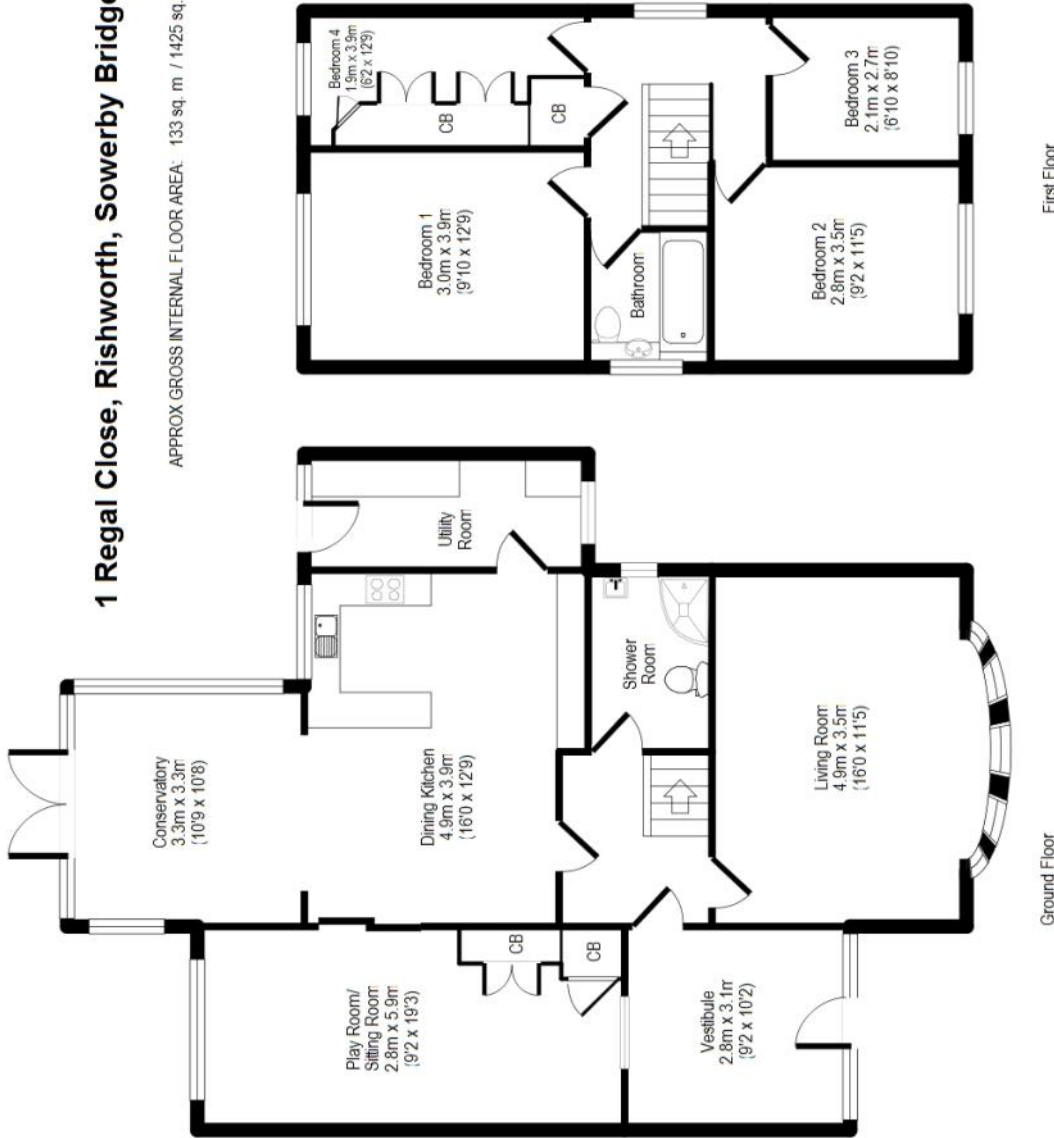 1 Regal Close, Rishworth, Sowerby Bridge
APPROX GROSS INTERNAL FLOOR AREA: 133 sq. m / 1425 sq.
Conservatory
3.3m x 3.3m
(10'9 x 10'8)
Dining Kitchen
4.9m x 3.9m
(16'0 x 12'9)
Utility
Room
Play Room/
Sitting Room
2.8m x 5.9m
(9'2 x 19'3)
CB
CB
Shower
Room
Vestibule
2.8m x 3.1m
(9'2 x 10'2)
Living Room
4.9m x 3.5m
(16'0 x 11'5)
Ground Floor
Bedroom 4
1.9m x 3.9m
(6'2 x 12'9)
CB
CB
Bedroom 1
3.0m x 3.9m
(9'10 x 12'9)
Bathroom
Bedroom 3
2.1m x 2.7m
(6'10 x 8'10)
Bedroom 2
2.8m x 3.5m
(9'2 x 11'5)
First Floor